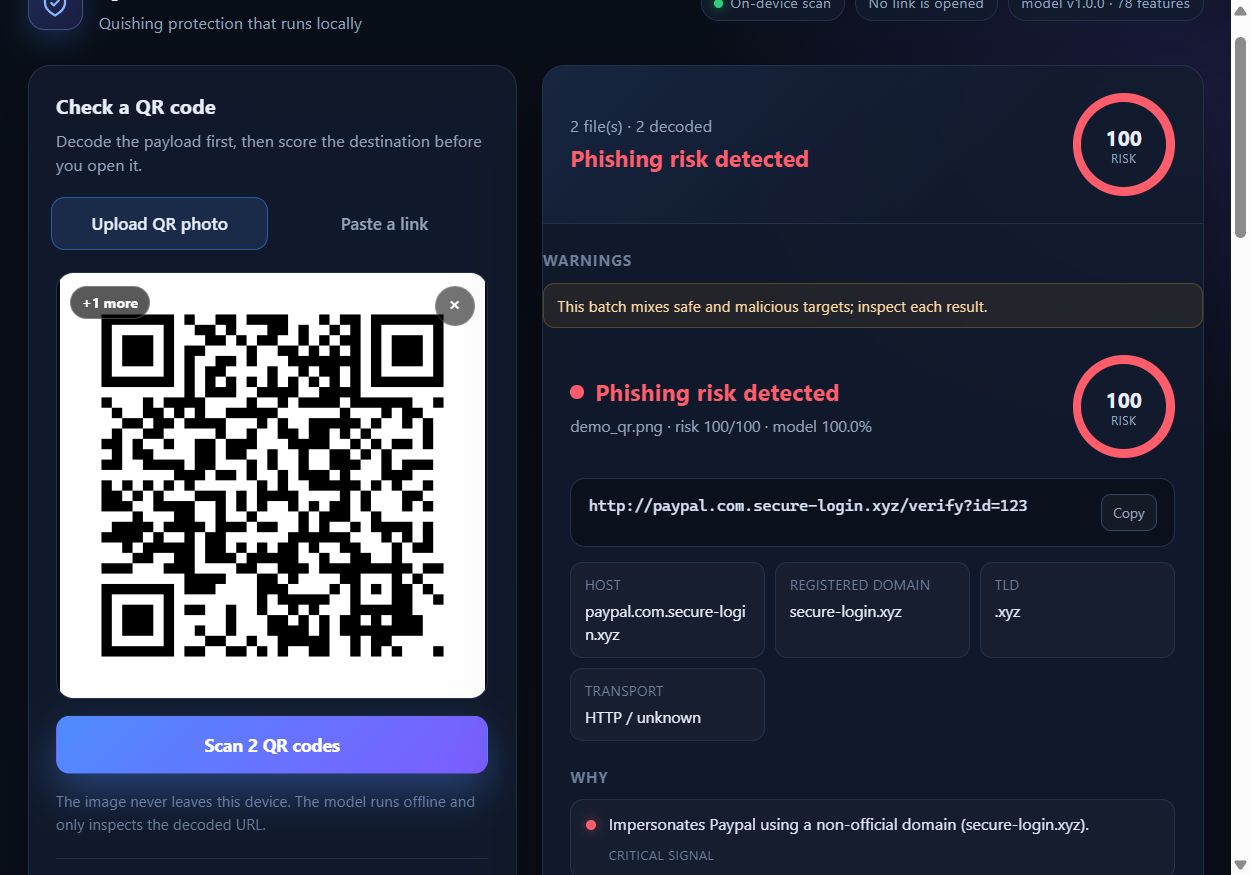 Quishing protection that runs locally
On-device scan
No link is opened
model v1.0.0 · 78 features
Check a QR code
Decode the payload first, then score the destination before
you open it.
Upload QR photo
Paste a link
+1 more
×
Scan 2 QR codes
The image never leaves this device. The model runs offline and
only inspects the decoded URL.
2 file(s) · 2 decoded
Phishing risk detected
100
RISK
WARNINGS
This batch mixes safe and malicious targets; inspect each result.
Phishing risk detected
demo_qr.png · risk 100/100 · model 100.0%
100
RISK
http://paypal.com.secure-login.xyz/verify?id=123
Copy
HOST
paypal.com.secure-logi
n.xyz
REGISTERED DOMAIN
secure-login.xyz
TLD
.xyz
TRANSPORT
HTTP / unknown
WHY
Impersonates Paypal using a non-official domain (secure-login.xyz).
CRITICAL SIGNAL